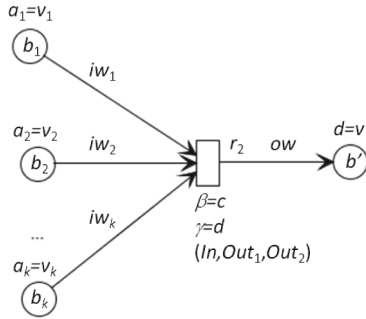 a₁=v₁
b₁
iw₁
a₂=v₂
b₂
iw₂
r₂
ow
d=v
b'
β=c
γ=d
(In,Out₁,Out₂)
...
iwₖ
aₖ=vₖ
bₖ